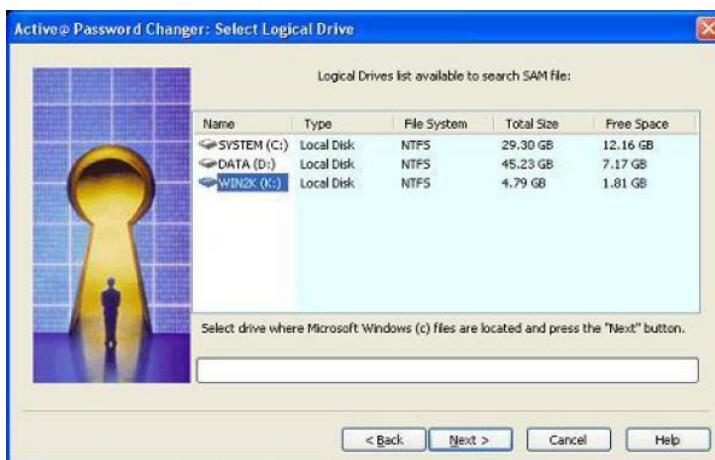 Active@ Password Changer: Select Logical Drive
Logical Drives list available to search SAM file:
Name Type File System Total Size Free Space
SYSTEM (C:) Local Disk NTFS 29.30 GB 12.16 GB
DATA (D:) Local Disk NTFS 45.23 GB 7.17 GB
WIN2K (K:) Local Disk NTFS 4.79 GB 1.81 GB
Select drive where Microsoft Windows (c) files are located and press the "Next" button.
< Back Next > Cancel Help